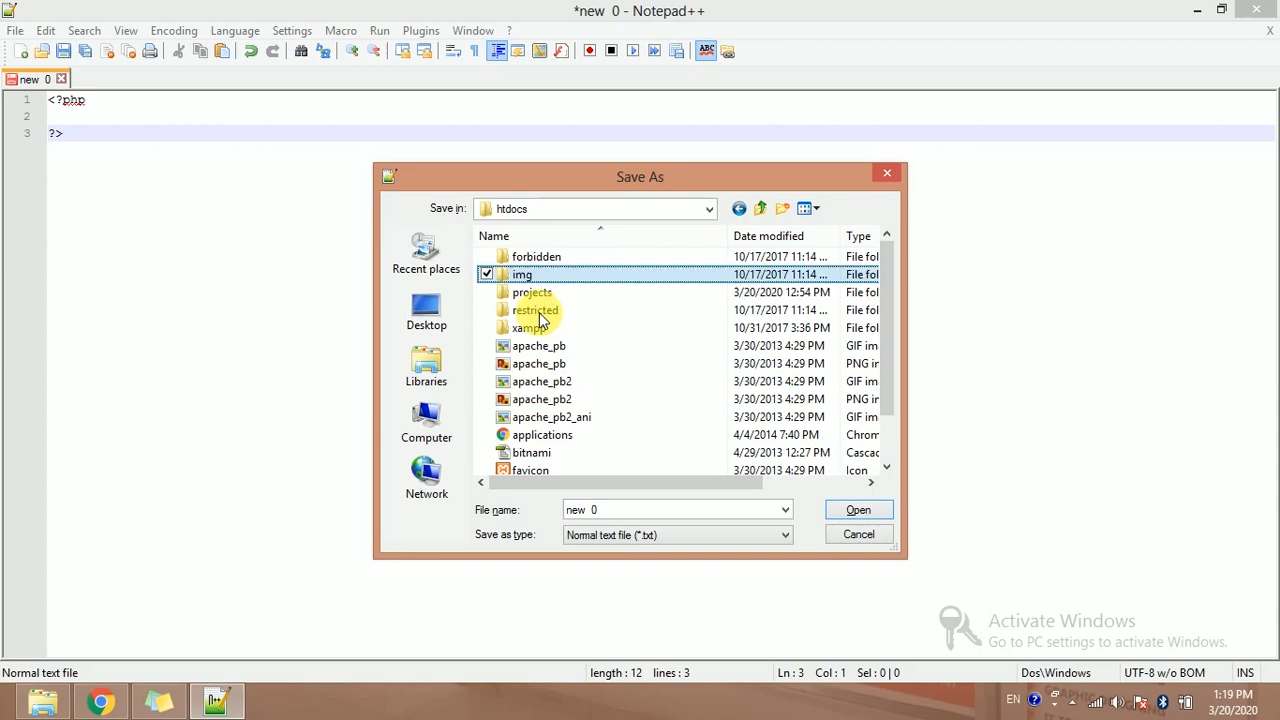 *new  0 - Notepad++
File Edit Search View Encoding Language Settings Macro Run Plugins Window ? X
new  0
1 <?php
2
3 ?>
Save As
Save in: htdocs
Name Date modified Type
forbidden 10/17/2017 11:14 ... File fol
img 10/17/2017 11:14 ... File fol
projects 3/20/2020 12:54 PM File fol
restricted 10/17/2017 11:14 ... File fol
xampp 10/31/2017 3:36 PM File fol
apache_pb 3/30/2013 4:29 PM GIF im
apache_pb 3/30/2013 4:29 PM PNG in
apache_pb2 3/30/2013 4:29 PM GIF im
apache_pb2 3/30/2013 4:29 PM PNG in
apache_pb2_ani 3/30/2013 4:29 PM GIF im
applications 4/4/2014 7:40 PM Chrom
bitnami 4/29/2013 12:27 PM Cascac
favicon 3/30/2013 4:29 PM Icon
Recent places
Desktop
Libraries
Computer
Network
File name: new  0 Open
Save as type: Normal text file (*.txt) Cancel
Activate Windows
Go to PC settings to activate Windows.
Normal text file length : 12 lines : 3 Ln : 3 Col : 1 Sel : 0 | 0 Dos\Windows UTF-8 w/o BOM INS
EN 1:19 PM
3/20/2020